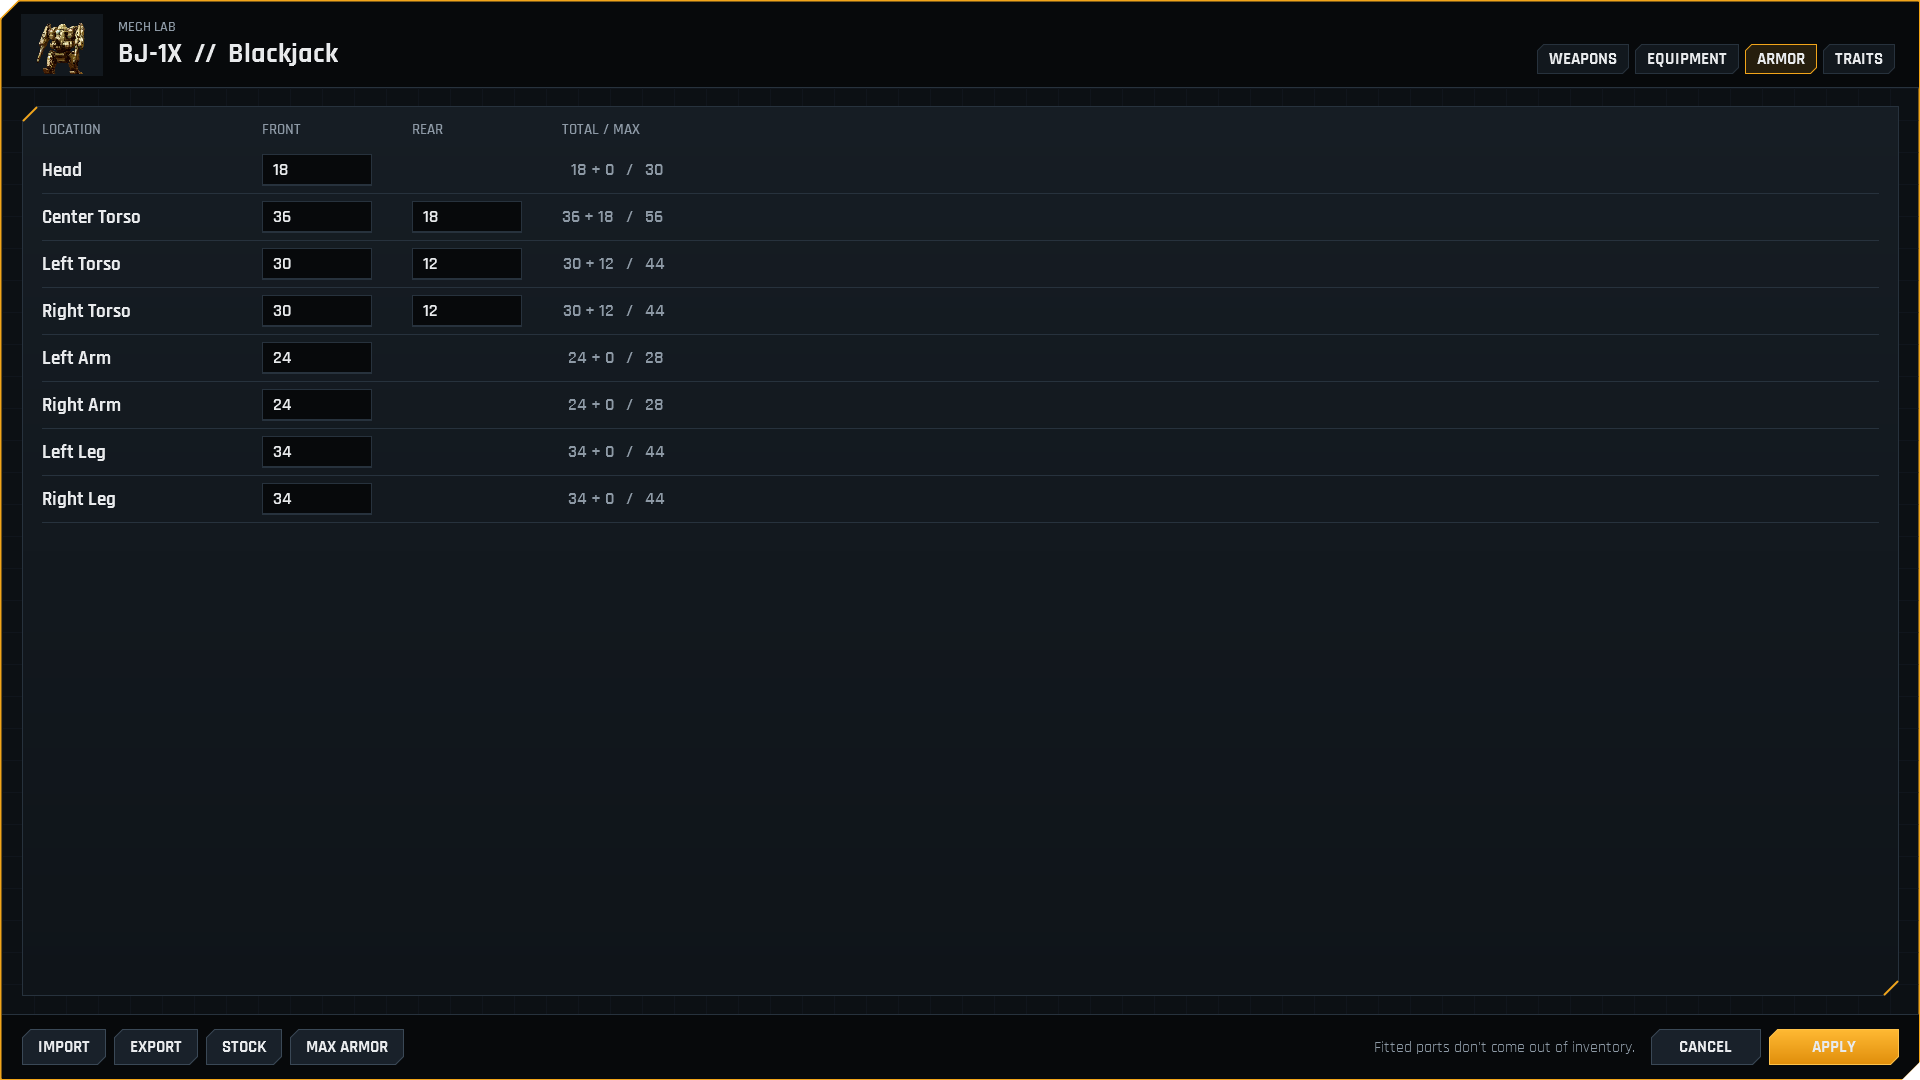 MECH LAB
BJ-1X // Blackjack
WEAPONS EQUIPMENT ARMOR TRAITS
LOCATION FRONT REAR TOTAL / MAX
Head 18 18 + 0 / 30
Center Torso 36 18 36 + 18 / 56
Left Torso 30 12 30 + 12 / 44
Right Torso 30 12 30 + 12 / 44
Left Arm 24 24 + 0 / 28
Right Arm 24 24 + 0 / 28
Left Leg 34 34 + 0 / 44
Right Leg 34 34 + 0 / 44
IMPORT EXPORT STOCK MAX ARMOR Fitted parts don't come out of inventory. CANCEL APPLY